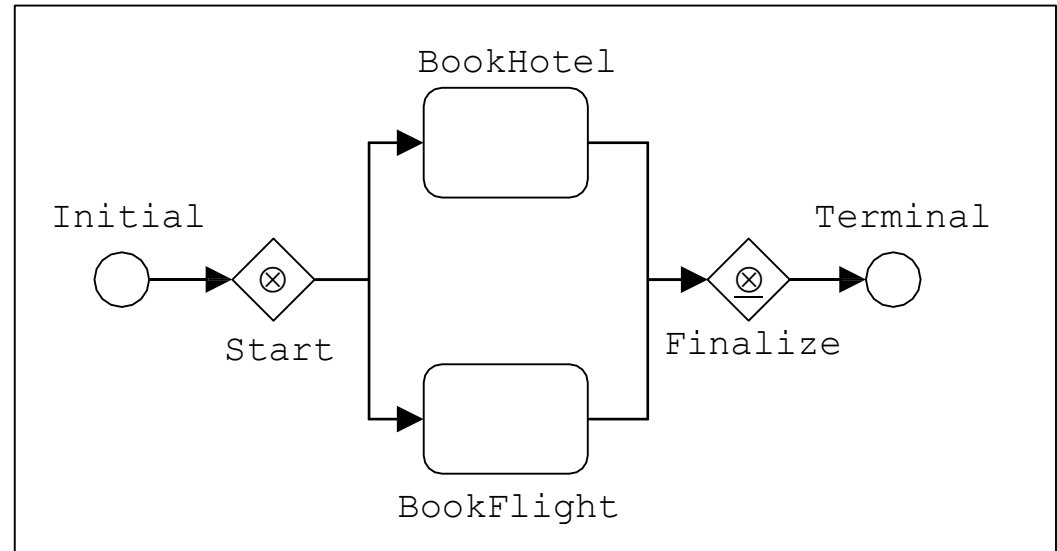 BookHotel
Initial
Terminal
Start
Finalize
BookFlight